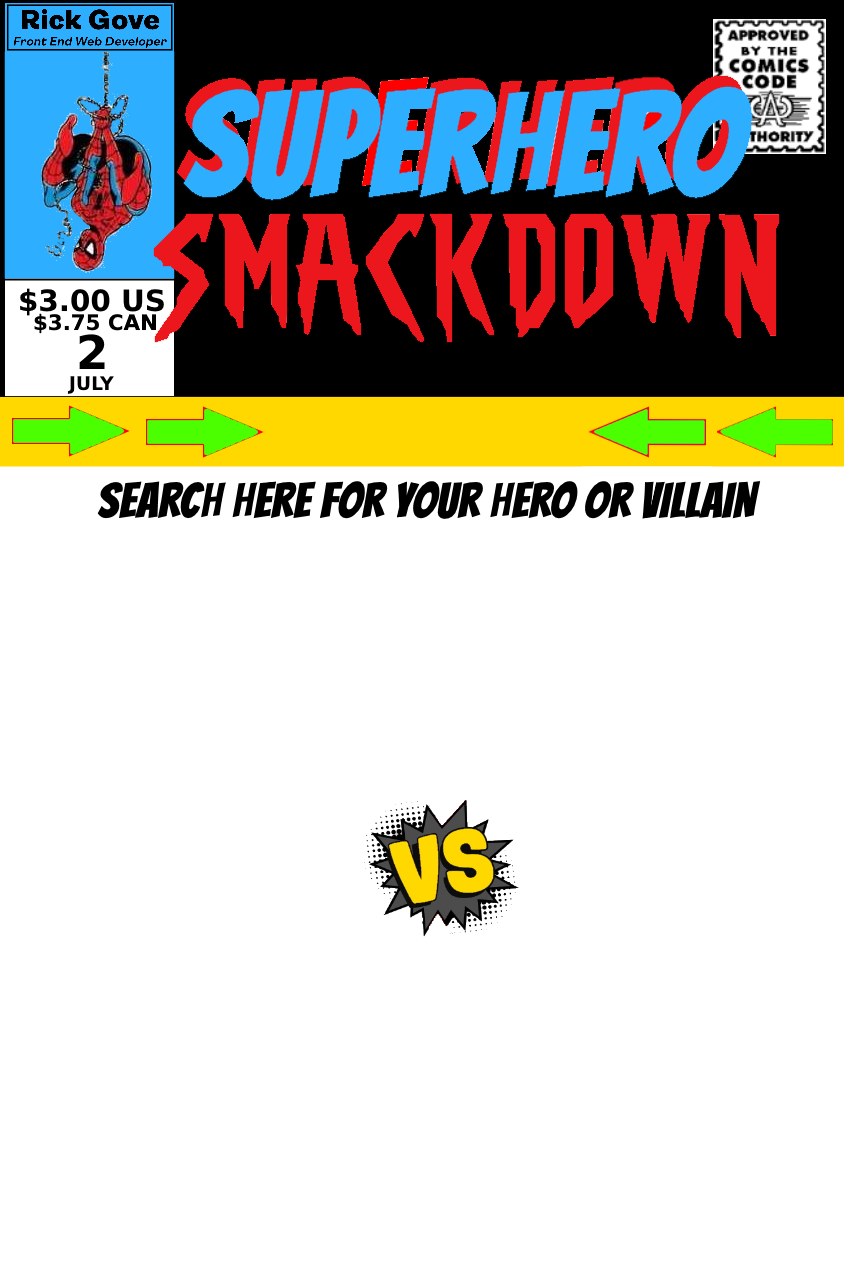 Rick Gove
Front End Web Developer
APPROVED
BY THE
COMICS
CODE
THORITY
SUPERHERO
SMACKDOWN
$3.00 US
$3.75 CAN
2
JULY
SEARCH HERE FOR YOUR HERO OR VILLAIN
VS